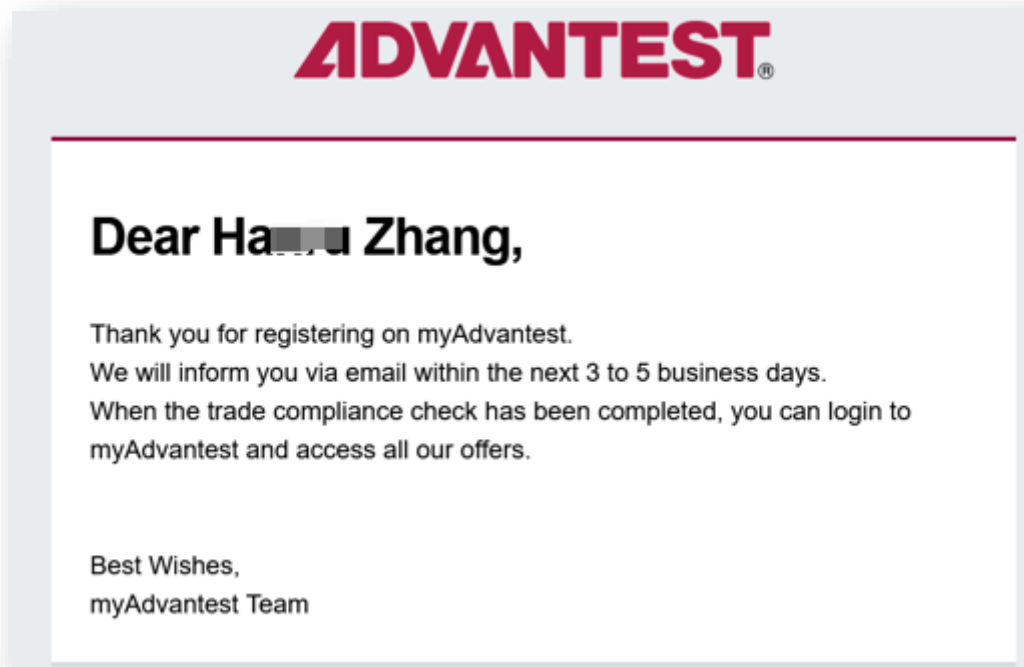 ADVANTEST®
Dear Zhang,
Thank you for registering on myAdvantest.
We will inform you via email within the next 3 to 5 business days.
When the trade compliance check has been completed, you can login to
myAdvantest and access all our offers.
Best Wishes,
myAdvantest Team